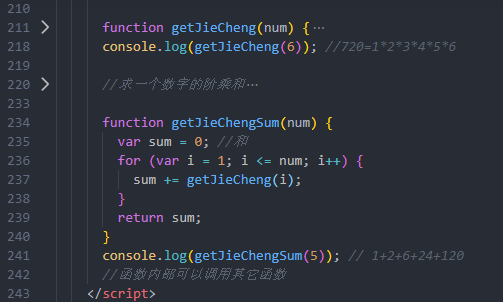 210
211 function getJieCheng(num) {…
218 console.log(getJieCheng(6)); //720=1*2*3*4*5*6
219
220 //求一个数字的阶乘和…
233
234 function getJieChengSum(num) {
235 var sum = 0; //和
236 for (var i = 1; i <= num; i++) {
237 sum += getJieCheng(i);
238 }
239 return sum;
240 }
241 console.log(getJieChengSum(5)); // 1+2+6+24+120
242 //函数内部可以调用其它函数
243 </script>